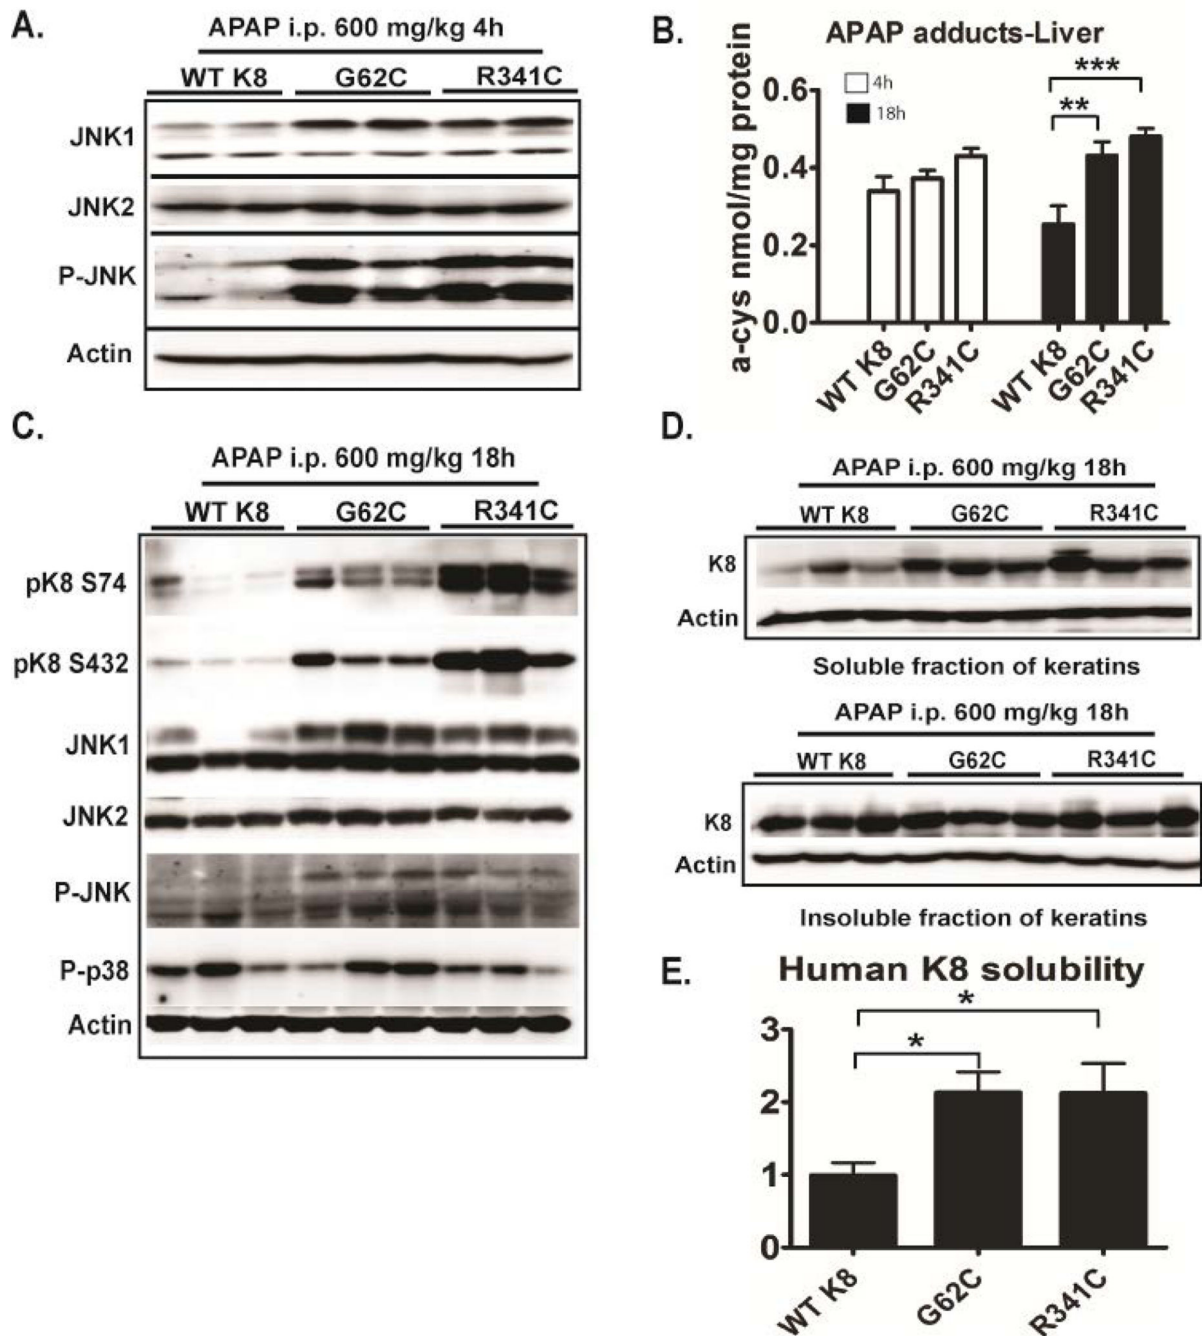 A.
APAP i.p. 600 mg/kg 4h
WT K8 G62C R341C
JNK1
JNK2
P-JNK
Actin
B.
APAP adducts-Liver
a-cys nmol/mg protein
0.6
0.4
0.2
0.0
4h
18h
**
***
WT K8 G62C R341C WT K8 G62C R341C
C.
APAP i.p. 600 mg/kg 18h
WT K8 G62C R341C
pK8 S74
pK8 S432
JNK1
JNK2
P-JNK
P-p38
Actin
D.
APAP i.p. 600 mg/kg 18h
WT K8 G62C R341C
K8
Actin
Soluble fraction of keratins
APAP i.p. 600 mg/kg 18h
WT K8 G62C R341C
K8
Actin
Insoluble fraction of keratins
E.
Human K8 solubility
3
2
1
0
*
*
WT K8 G62C R341C